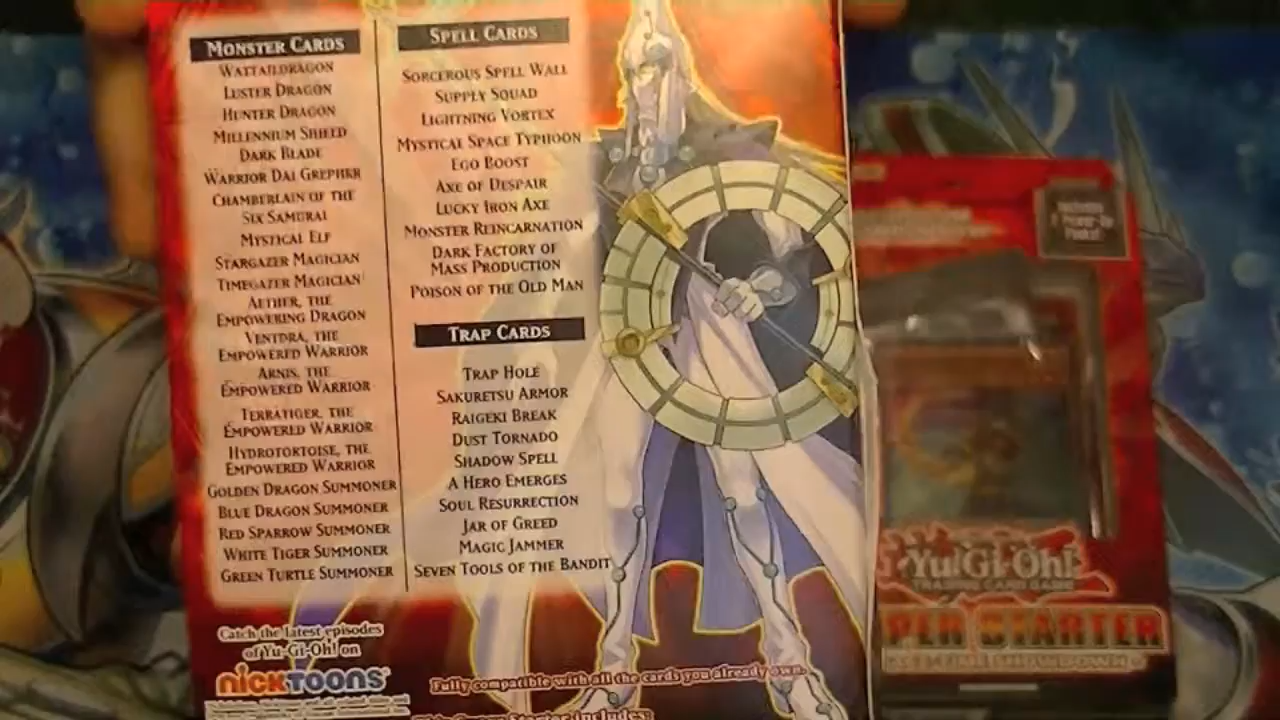 MONSTER CARDS
WATTAILDRAGON
LUSTER DRAGON
HUNTER DRAGON
MILLENNIUM SHIELD
DARK BLADE
WARRIOR DAI GREPHER
CHAMBERLAIN OF THE
SIX SAMURAI
MYSTICAL ELF
STARGAZER MAGICIAN
TIMEGAZER MAGICIAN
AETHER, THE
EMPOWERING DRAGON
VENTDRA, THE
EMPOWERED WARRIOR
ARNIS, THE
EMPOWERED WARRIOR
TERRATIGER, THE
EMPOWERED WARRIOR
HYDROTORTOISE, THE
EMPOWERED WARRIOR
GOLDEN DRAGON SUMMONER
BLUE DRAGON SUMMONER
RED SPARROW SUMMONER
WHITE TIGER SUMMONER
GREEN TURTLE SUMMONER
SPELL CARDS
SORCEROUS SPELL WALL
SUPPLY SQUAD
LIGHTNING VORTEX
MYSTICAL SPACE TYPHOON
EGO BOOST
AXE OF DESPAIR
LUCKY IRON AXE
MONSTER REINCARNATION
DARK FACTORY OF
MASS PRODUCTION
POISON OF THE OLD MAN
TRAP CARDS
TRAP HOLE
SAKURETSU ARMOR
RAIGEKI BREAK
DUST TORNADO
SHADOW SPELL
A HERO EMERGES
SOUL RESURRECTION
JAR OF GREED
MAGIC JAMMER
SEVEN TOOLS OF THE BANDIT
Catch the latest episodes
of Yu-Gi-Oh! on
nicktoons
Fully compatible with all the cards you already own.
Starter includes:
Yu-Gi-Oh!
TRADING CARD GAME
PER STARTER
SHOWDOWN